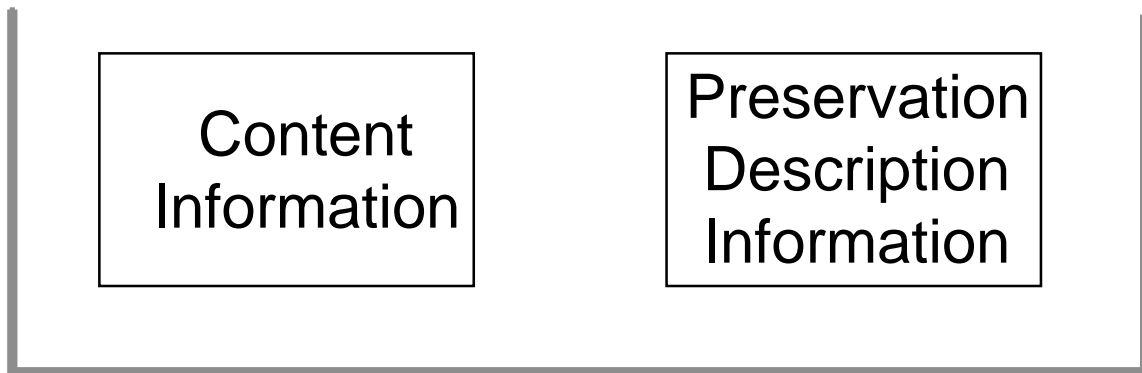 Content
Information
Preservation
Description
Information